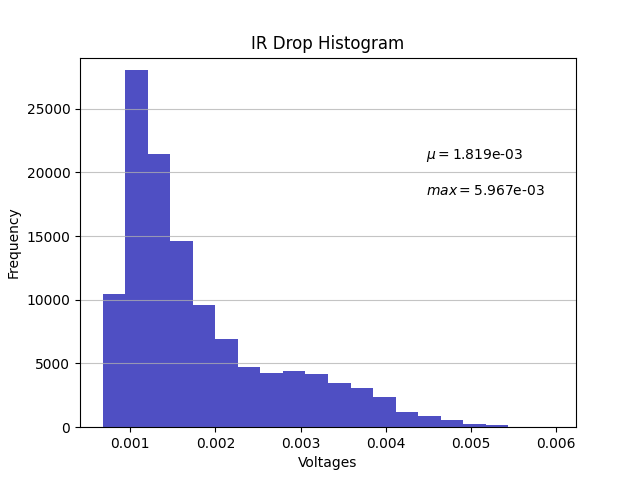 IR Drop Histogram
25000
20000
15000
10000
5000
0
Frequency
μ = 1.819e-03
max = 5.967e-03
0.001 0.002 0.003 0.004 0.005 0.006
Voltages